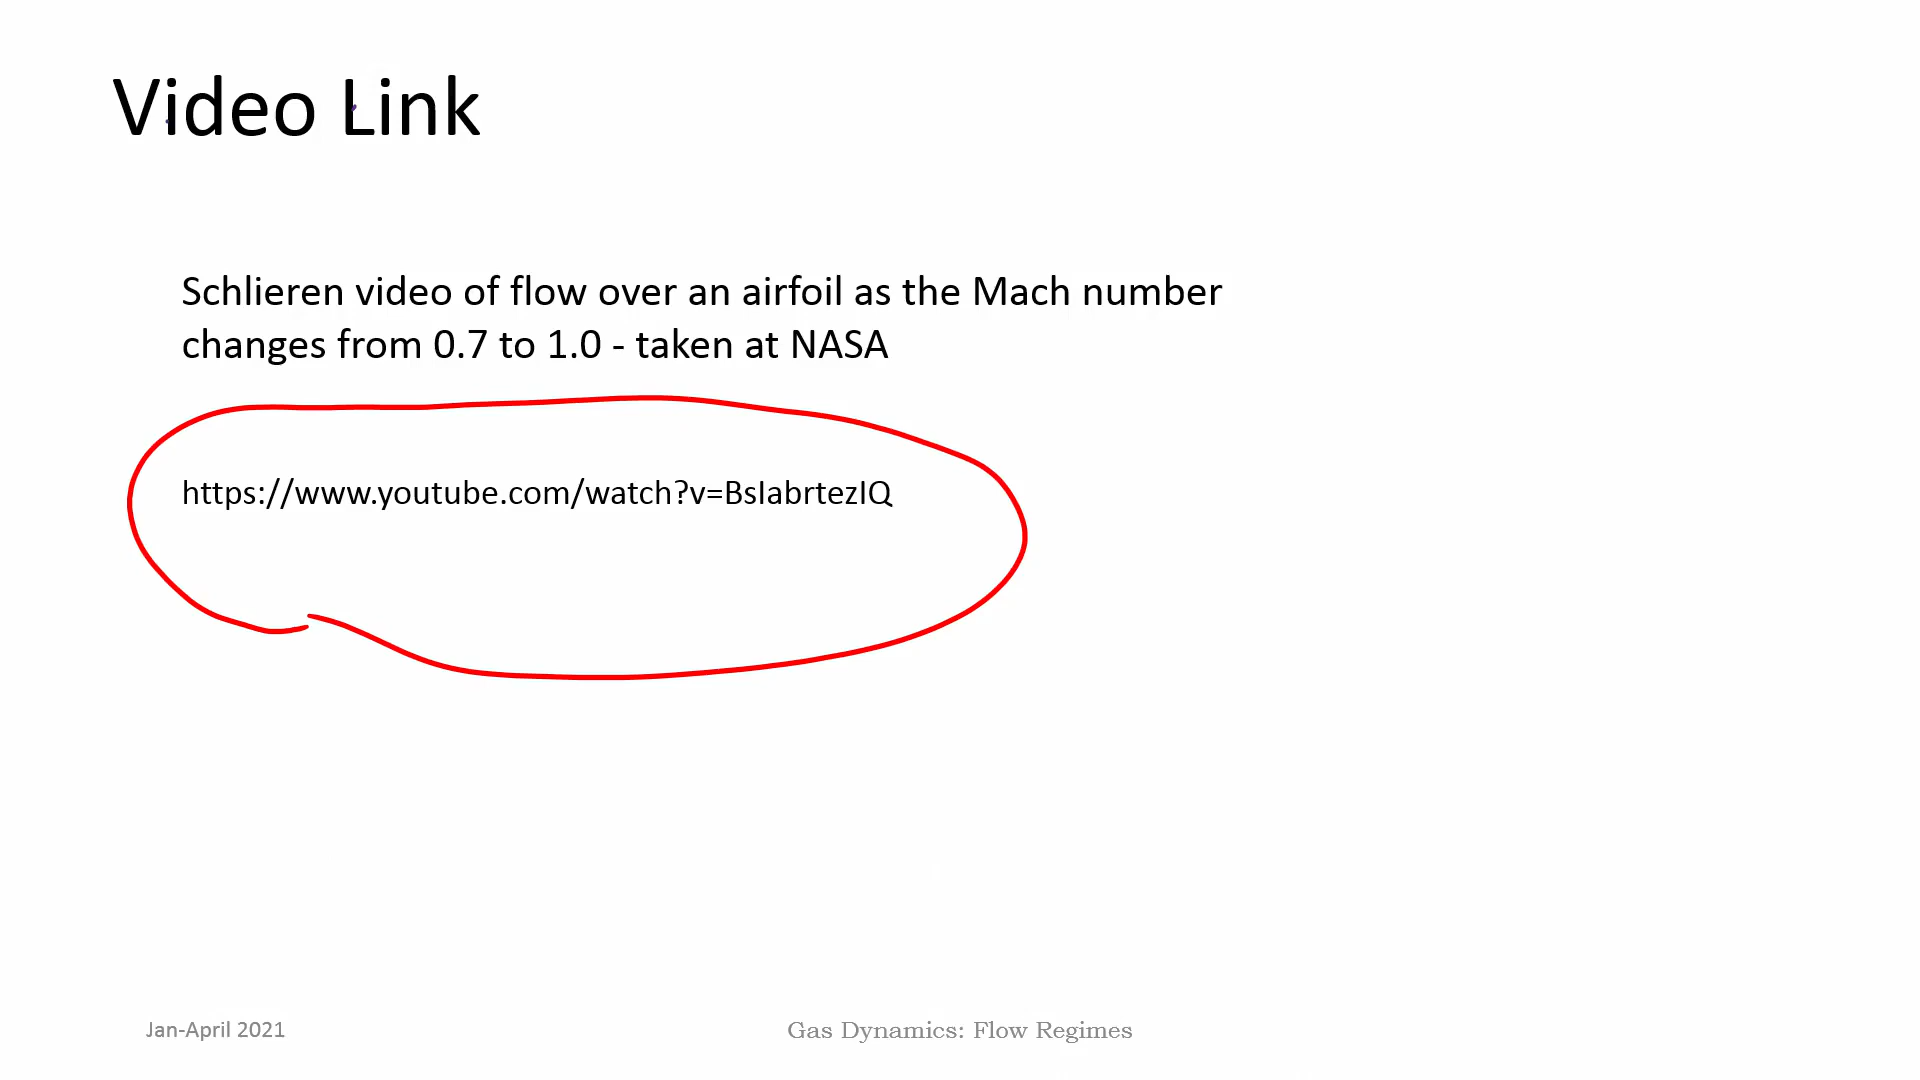 Video Link
Schlieren video of flow over an airfoil as the Mach number
changes from 0.7 to 1.0 - taken at NASA
https://www.youtube.com/watch?v=BsIabrtezIQ
Jan-April 2021
Gas Dynamics: Flow Regimes